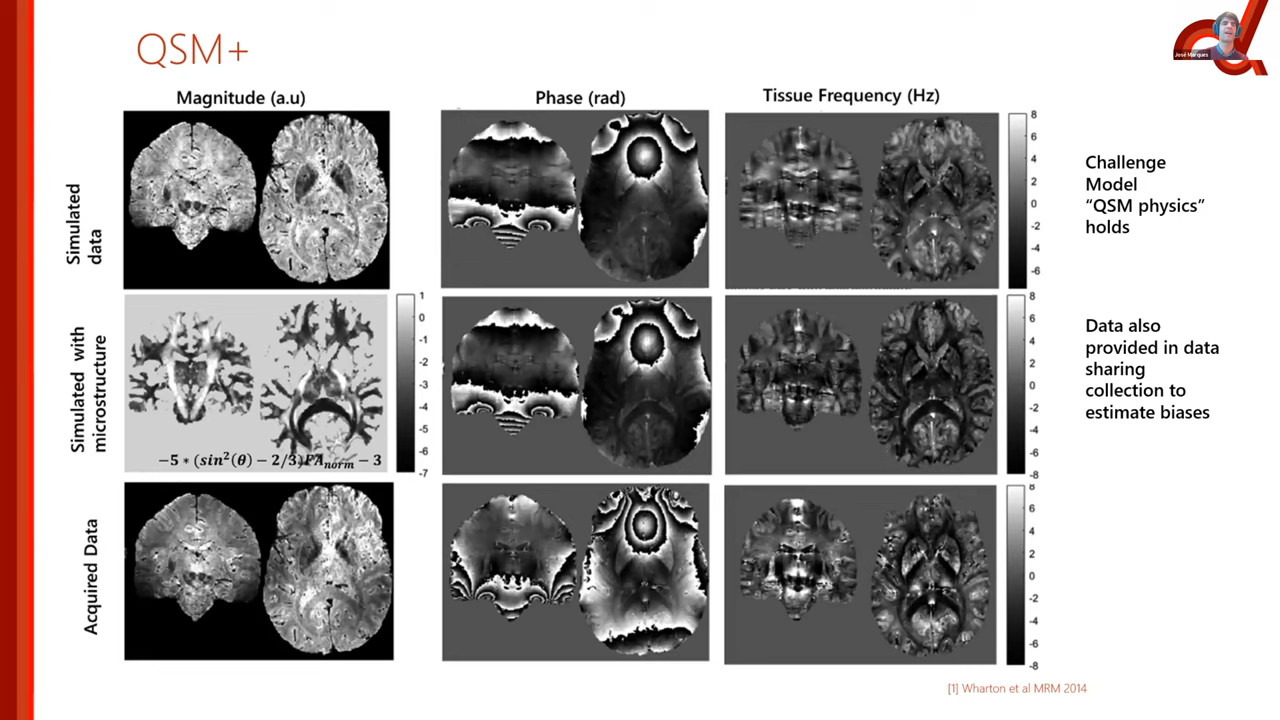 QSM+
José Marques
Magnitude (a.u)
Phase (rad)
Tissue Frequency (Hz)
Simulated
data
8
6
4
2
0
-2
-4
-6
Challenge
Model
“QSM physics”
holds
Simulated with
microstructure
−5 * (sin²(θ) − 2/3)FAnorm − 3
1
0
-1
-2
-3
-4
-5
-6
-7
8
6
4
2
0
-2
-4
-6
-8
Data also
provided in data
sharing
collection to
estimate biases
Acquired Data
8
6
4
2
0
-2
-4
-6
-8
[1] Wharton et al MRM 2014